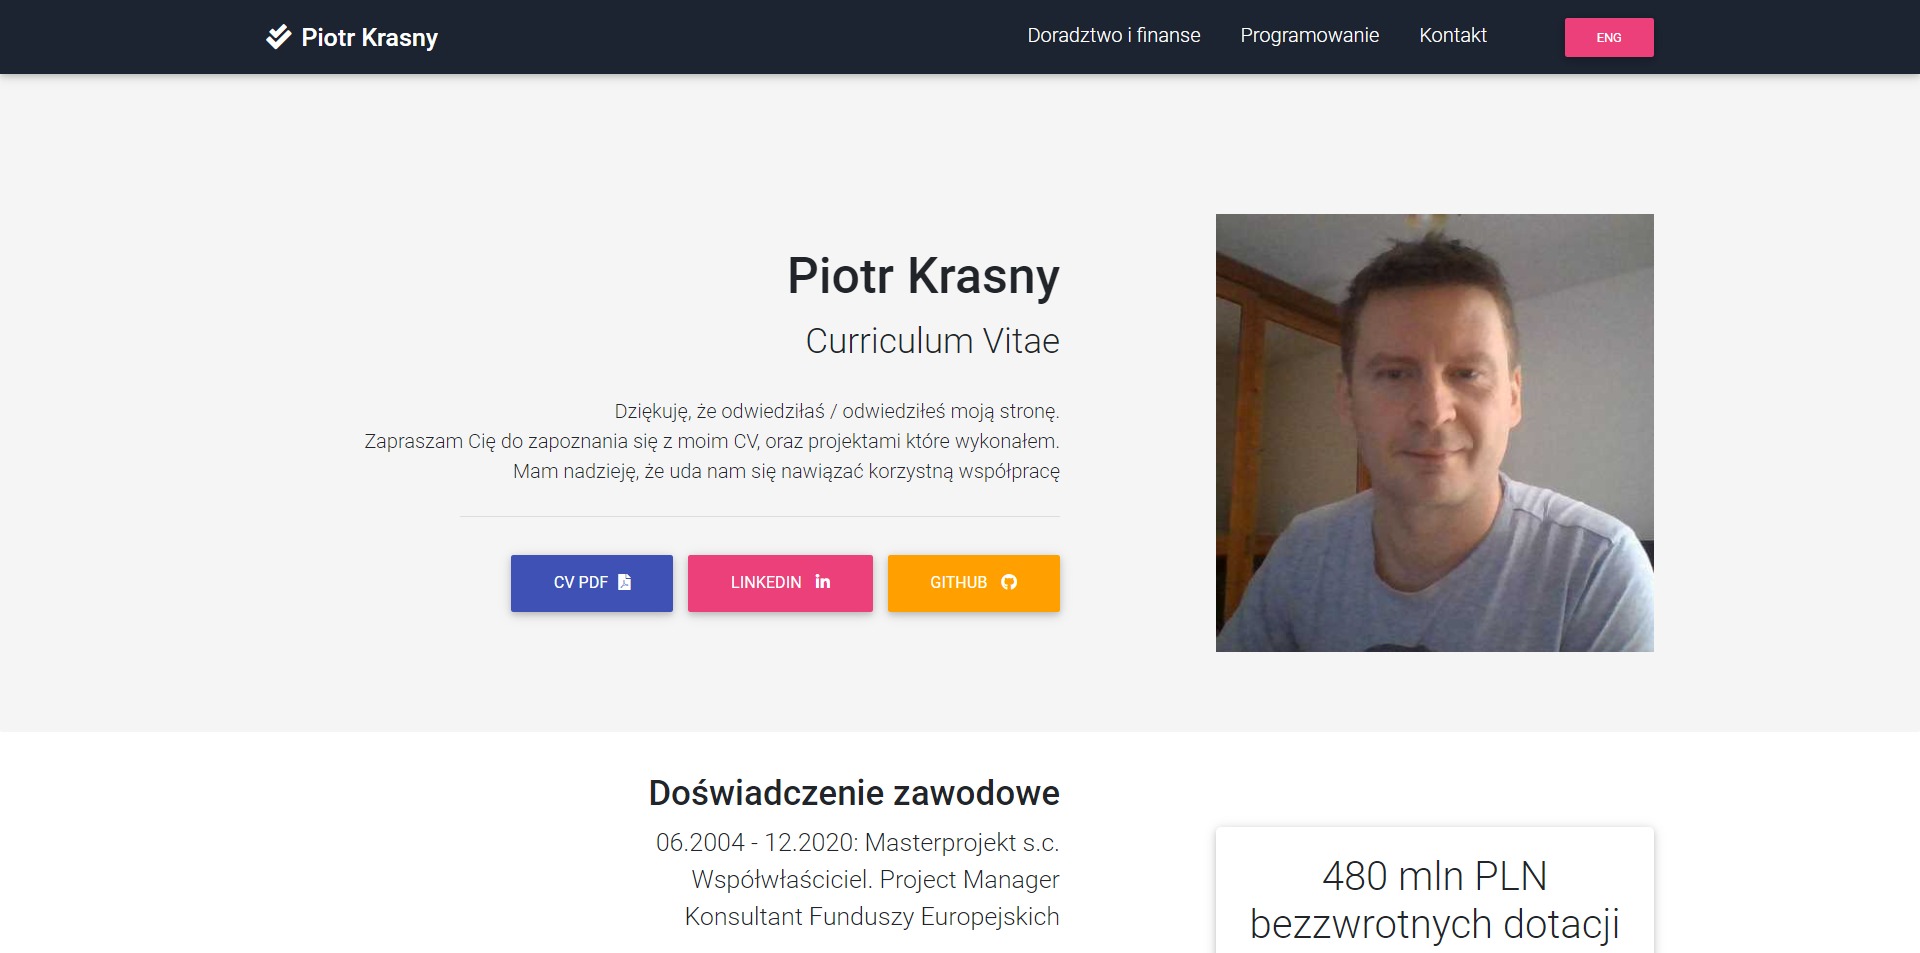 Piotr Krasny
Doradztwo i finanse
Programowanie
Kontakt
ENG
Piotr Krasny
Curriculum Vitae
Dziękuję, że odwiedziłaś / odwiedziłeś moją stronę.
Zapraszam Cię do zapoznania się z moim CV, oraz projektami które wykonałem.
Mam nadzieję, że uda nam się nawiązać korzystną współpracę
CV PDF
LINKEDIN
GITHUB
Doświadczenie zawodowe
06.2004 - 12.2020: Masterprojekt s.c.
Współwłaściciel. Project Manager
Konsultant Funduszy Europejskich
480 mln PLN
bezzwrotnych dotacji